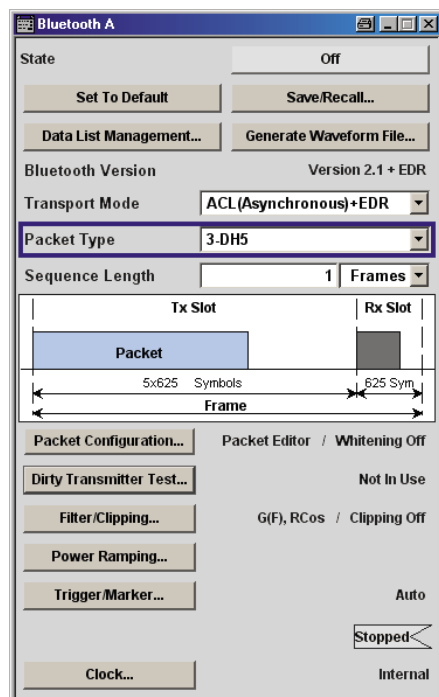 Bluetooth A
State Off
Set To Default Save/Recall...
Data List Management... Generate Waveform File...
Bluetooth Version Version 2.1 + EDR
Transport Mode ACL(Asynchronous)+EDR
Packet Type 3-DH5
Sequence Length 1 Frames
Tx Slot Rx Slot
Packet
5x625 Symbols 625 Sym
Frame
Packet Configuration... Packet Editor / Whitening Off
Dirty Transmitter Test... Not In Use
Filter/Clipping... G(F), RCos / Clipping Off
Power Ramping...
Trigger/Marker... Auto
Stopped
Clock... Internal